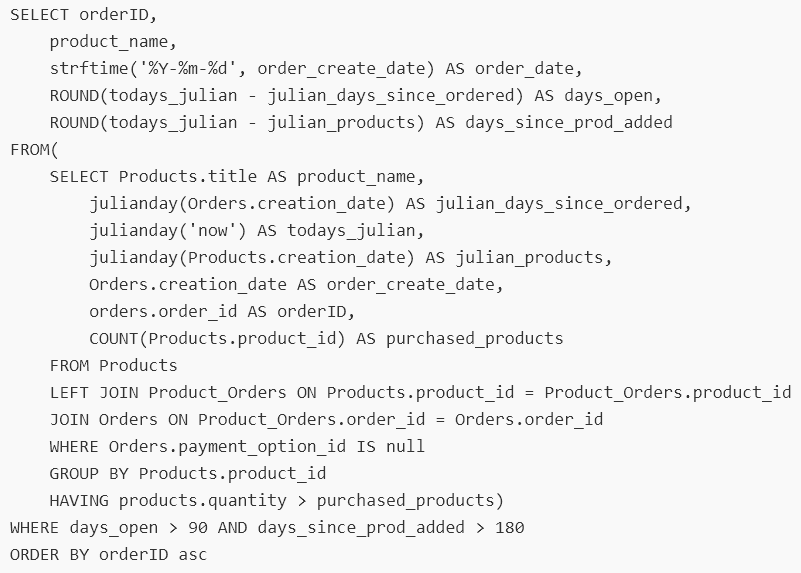 SELECT orderID,
    product_name,
    strftime('%Y-%m-%d', order_create_date) AS order_date,
    ROUND(todays_julian - julian_days_since_ordered) AS days_open,
    ROUND(todays_julian - julian_products) AS days_since_prod_added
FROM(
    SELECT Products.title AS product_name,
        julianday(Orders.creation_date) AS julian_days_since_ordered,
        julianday('now') AS todays_julian,
        julianday(Products.creation_date) AS julian_products,
        Orders.creation_date AS order_create_date,
        orders.order_id AS orderID,
        COUNT(Products.product_id) AS purchased_products
    FROM Products
    LEFT JOIN Product_Orders ON Products.product_id = Product_Orders.product_id
    JOIN Orders ON Product_Orders.order_id = Orders.order_id
    WHERE Orders.payment_option_id IS null
    GROUP BY Products.product_id
    HAVING products.quantity > purchased_products)
WHERE days_open > 90 AND days_since_prod_added > 180
ORDER BY orderID asc